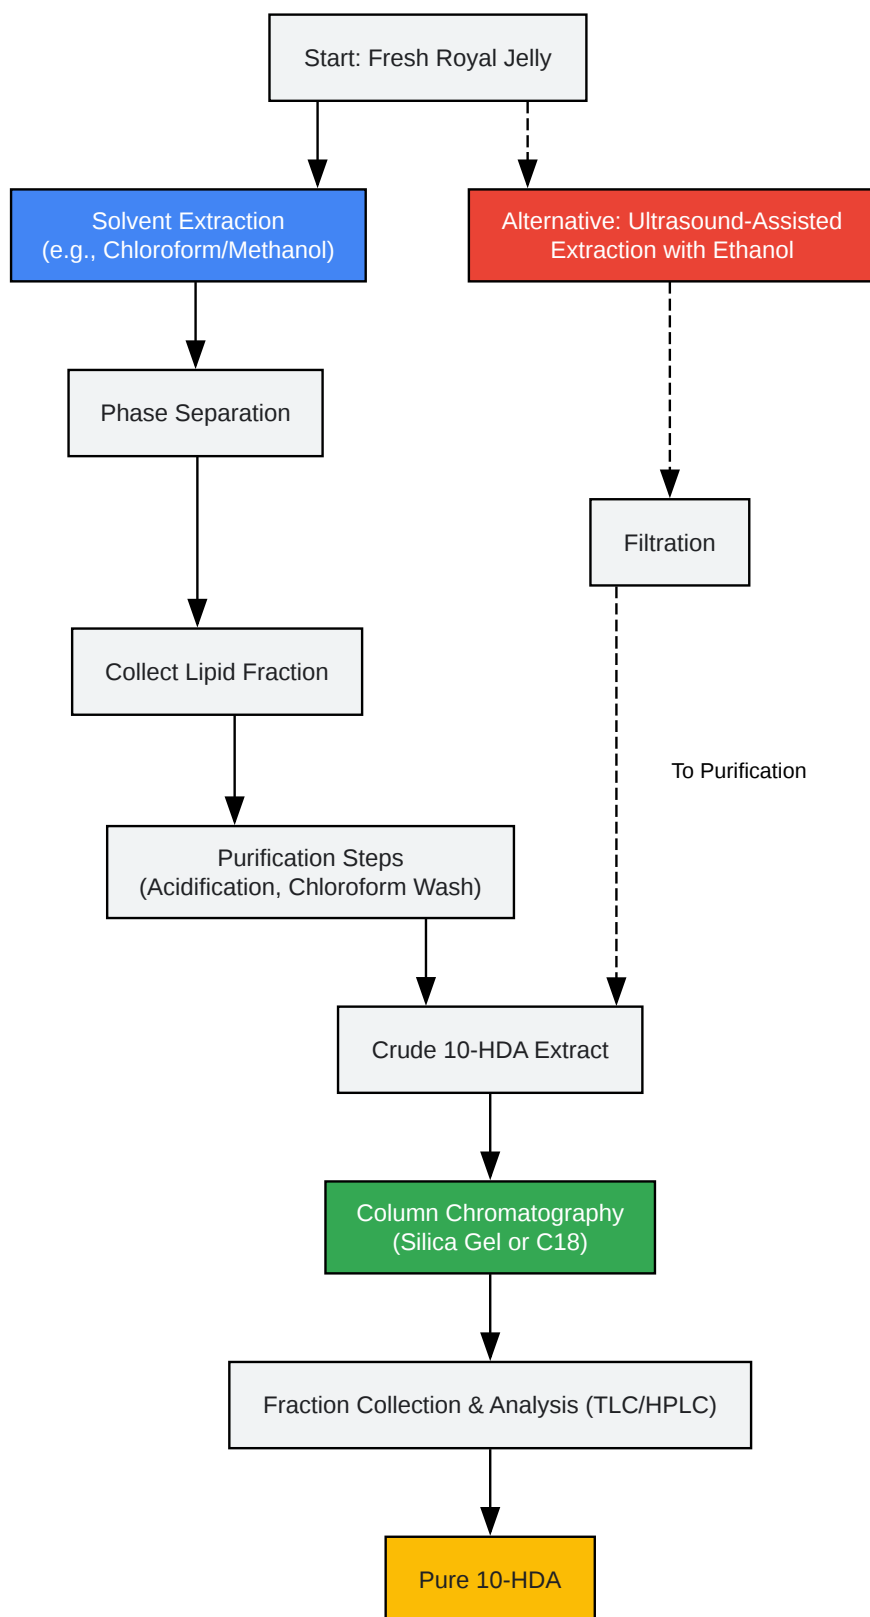 Start: Fresh Royal Jelly
Solvent Extraction
(e.g., Chloroform/Methanol)
Alternative: Ultrasound-Assisted
Extraction with Ethanol
Phase Separation
Filtration
Collect Lipid Fraction
To Purification
Purification Steps
(Acidification, Chloroform Wash)
Crude 10-HDA Extract
Column Chromatography
(Silica Gel or C18)
Fraction Collection & Analysis (TLC/HPLC)
Pure 10-HDA